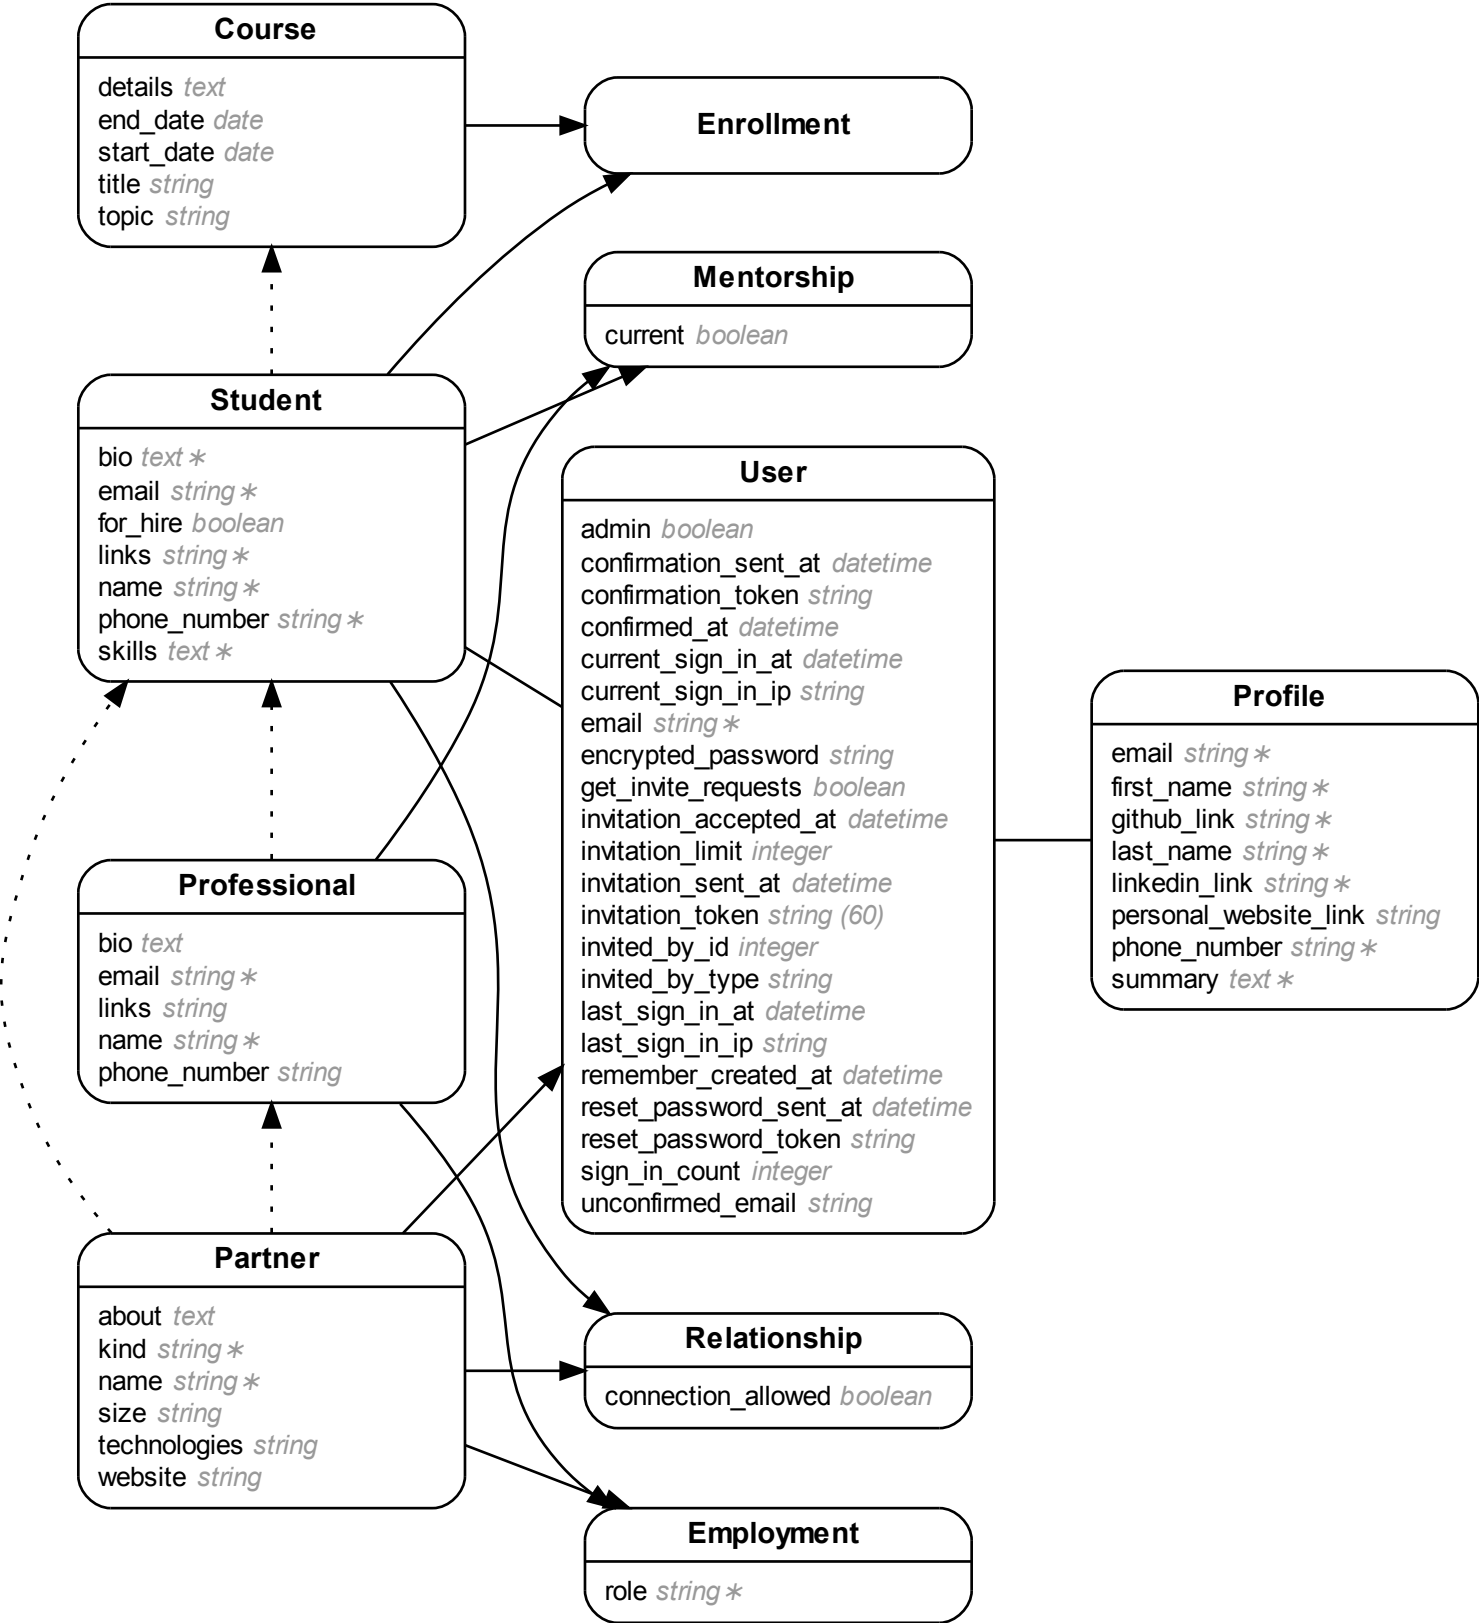 Course
details text
end_date date
start_date date
title string
topic string
Enrollment
Mentorship
current boolean
Student
bio text ∗
email string ∗
for_hire boolean
links string ∗
name string ∗
phone_number string ∗
skills text ∗
User
admin boolean
confirmation_sent_at datetime
confirmation_token string
confirmed_at datetime
current_sign_in_at datetime
current_sign_in_ip string
email string ∗
encrypted_password string
get_invite_requests boolean
invitation_accepted_at datetime
invitation_limit integer
invitation_sent_at datetime
invitation_token string (60)
invited_by_id integer
invited_by_type string
last_sign_in_at datetime
last_sign_in_ip string
remember_created_at datetime
reset_password_sent_at datetime
reset_password_token string
sign_in_count integer
unconfirmed_email string
Profile
email string ∗
first_name string ∗
github_link string ∗
last_name string ∗
linkedin_link string ∗
personal_website_link string
phone_number string ∗
summary text ∗
Professional
bio text
email string ∗
links string
name string ∗
phone_number string
Partner
about text
kind string ∗
name string ∗
size string
technologies string
website string
Relationship
connection_allowed boolean
Employment
role string ∗